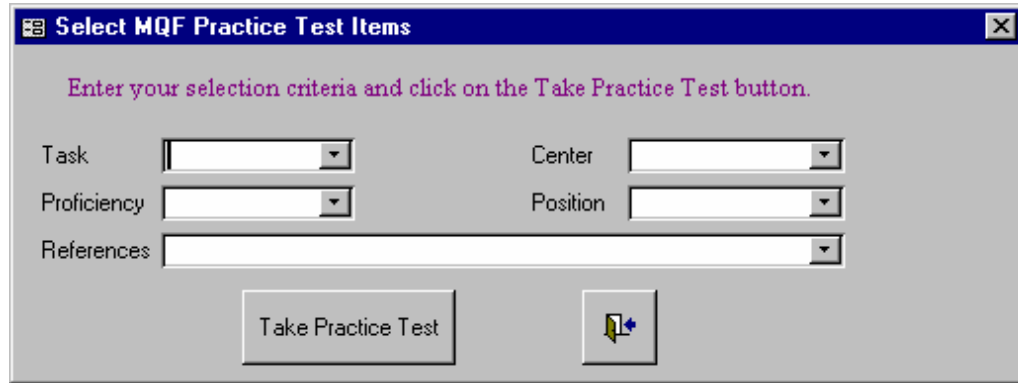 Select MQF Practice Test Items
Enter your selection criteria and click on the Take Practice Test button.
Task Center
Proficiency Position
References
Take Practice Test